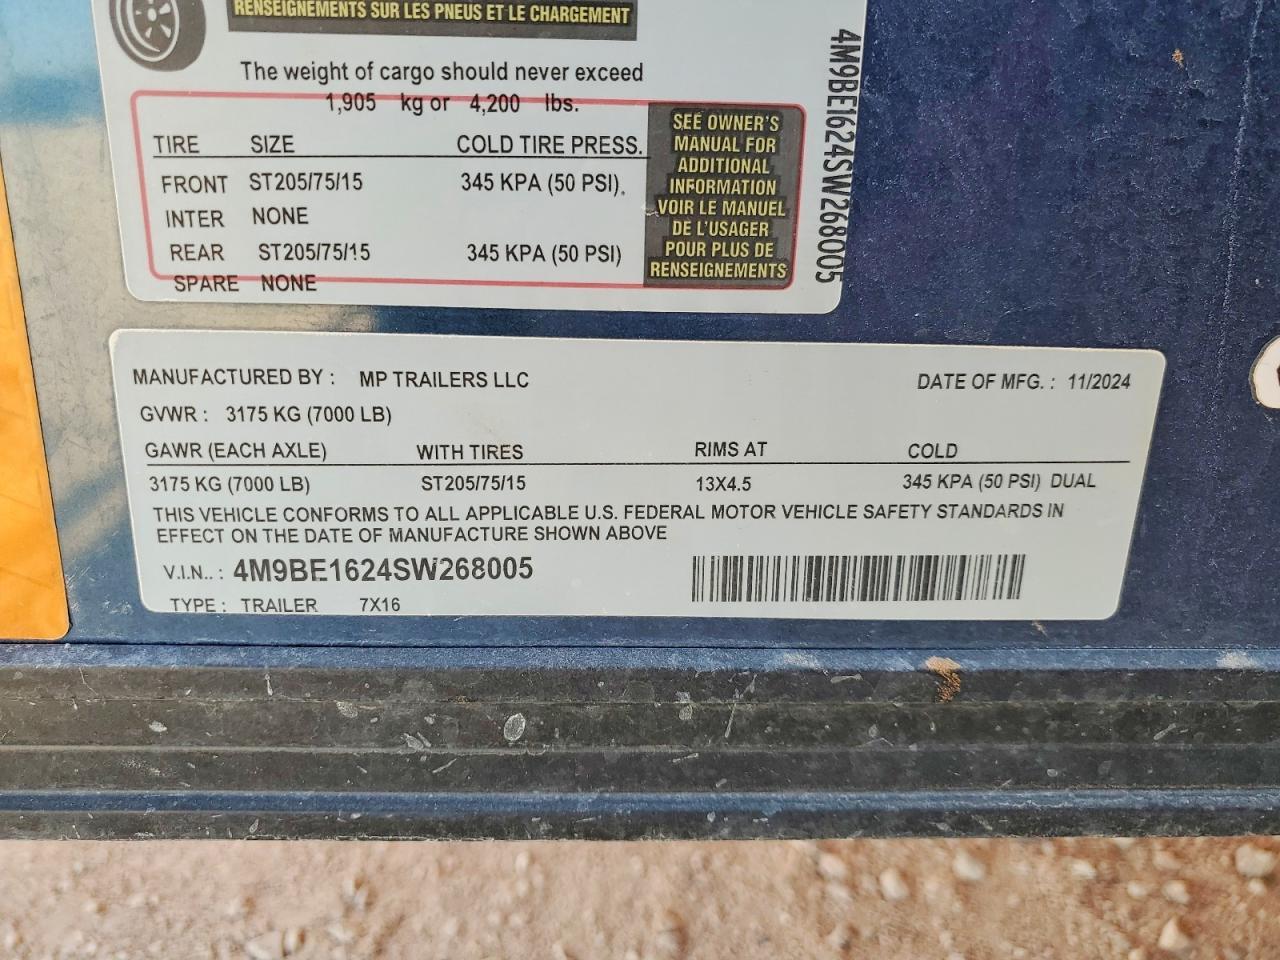 RENSEIGNEMENTS SUR LES PNEUS ET LE CHARGEMENT
The weight of cargo should never exceed
1,905 kg or 4,200 lbs.
TIRE SIZE COLD TIRE PRESS.
FRONT ST205/75/15 345 KPA (50 PSI).
INTER NONE
REAR ST205/75/15 345 KPA (50 PSI)
SPARE NONE
SEE OWNER'S
MANUAL FOR
ADDITIONAL
INFORMATION
VOIR LE MANUEL
DE L'USAGER
POUR PLUS DE
RENSEIGNEMENTS
4M9BE1624SW268005
MANUFACTURED BY : MP TRAILERS LLC DATE OF MFG. : 11/2024
GVWR : 3175 KG (7000 LB)
GAWR (EACH AXLE) WITH TIRES RIMS AT COLD
3175 KG (7000 LB) ST205/75/15 13X4.5 345 KPA (50 PSI) DUAL
THIS VEHICLE CONFORMS TO ALL APPLICABLE U.S. FEDERAL MOTOR VEHICLE SAFETY STANDARDS IN
EFFECT ON THE DATE OF MANUFACTURE SHOWN ABOVE
V.I.N.. : 4M9BE1624SW268005
TYPE : TRAILER 7X16